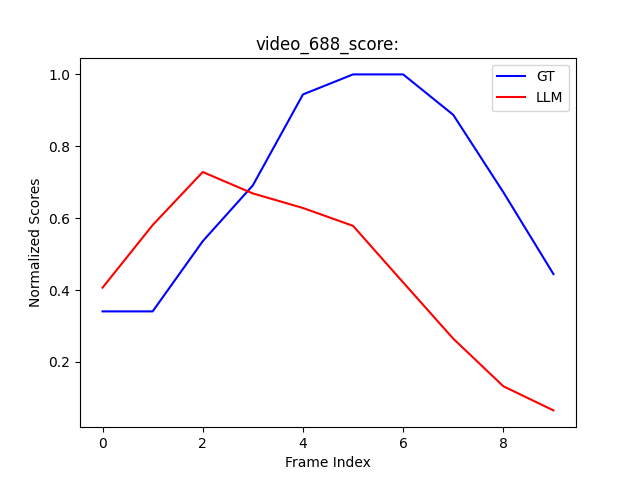 video_688_score:
GT
LLM
Normalized Scores
1.0
0.8
0.6
0.4
0.2
0 2 4 6 8
Frame Index